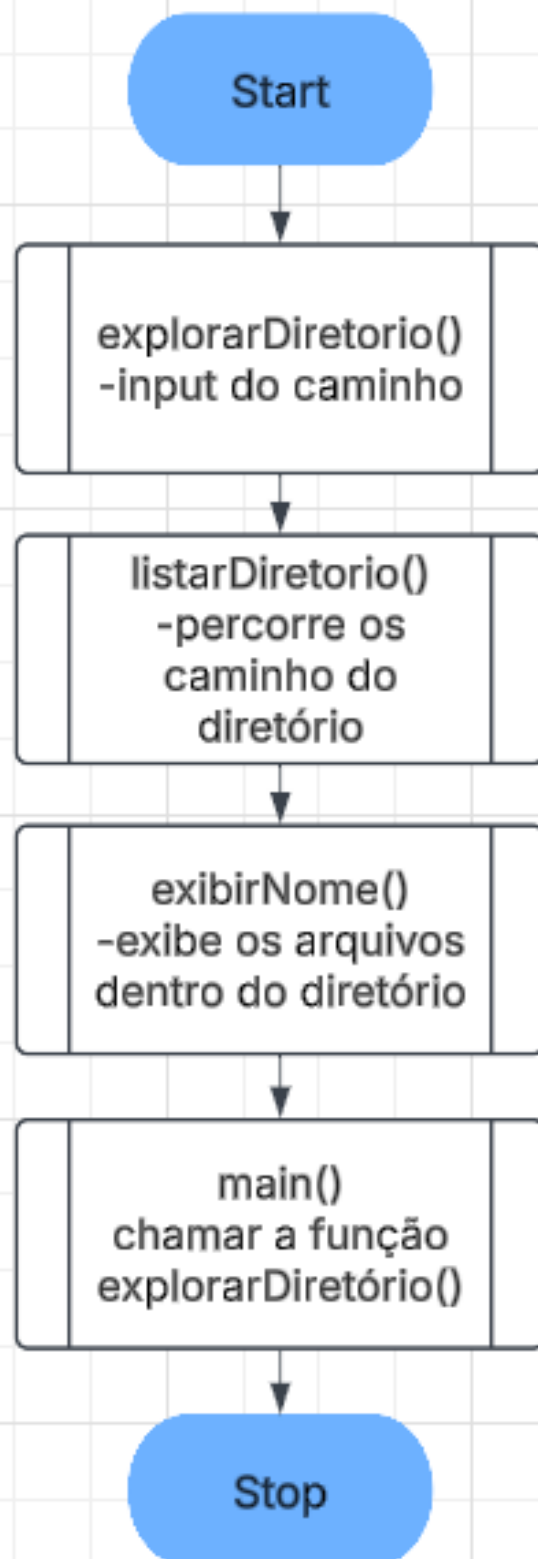 Start
explorarDiretorio()
-input do caminho
listarDiretorio()
-percorre os
caminho do
diretório
exibirNome()
-exibe os arquivos
dentro do diretório
main()
chamar a função
explorarDiretório()
Stop